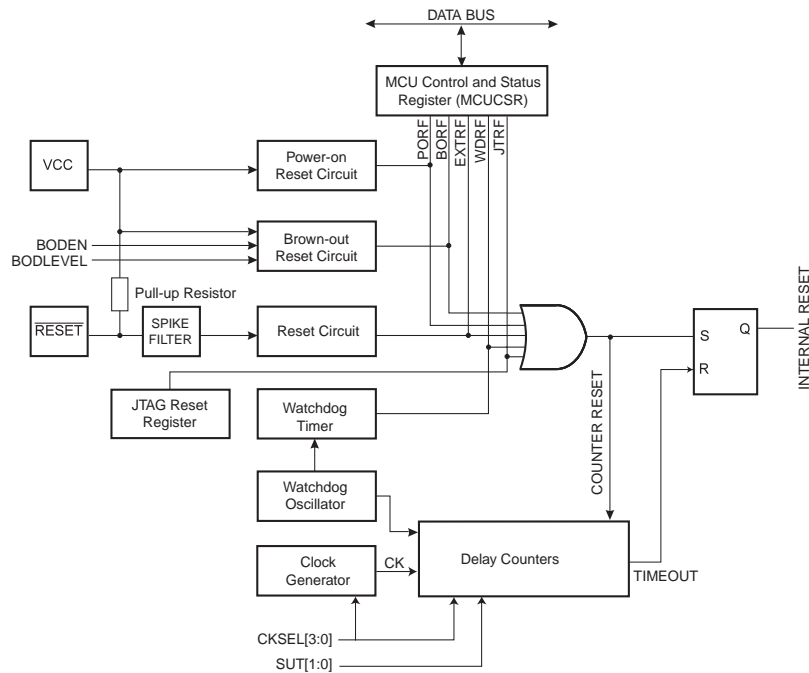 DATA BUS
MCU Control and Status
Register (MCUCSR)
PORF
BORF
EXTRF
WDRF
JTRF
VCC
Power-on
Reset Circuit
BODEN
BODLEVEL
Brown-out
Reset Circuit
Pull-up Resistor
RESET
SPIKE
FILTER
Reset Circuit
JTAG Reset
Register
Watchdog
Timer
Watchdog
Oscillator
Clock
Generator
CK
Delay Counters
CKSEL[3:0]
SUT[1:0]
COUNTER RESET
TIMEOUT
S
R
Q
INTERNAL RESET